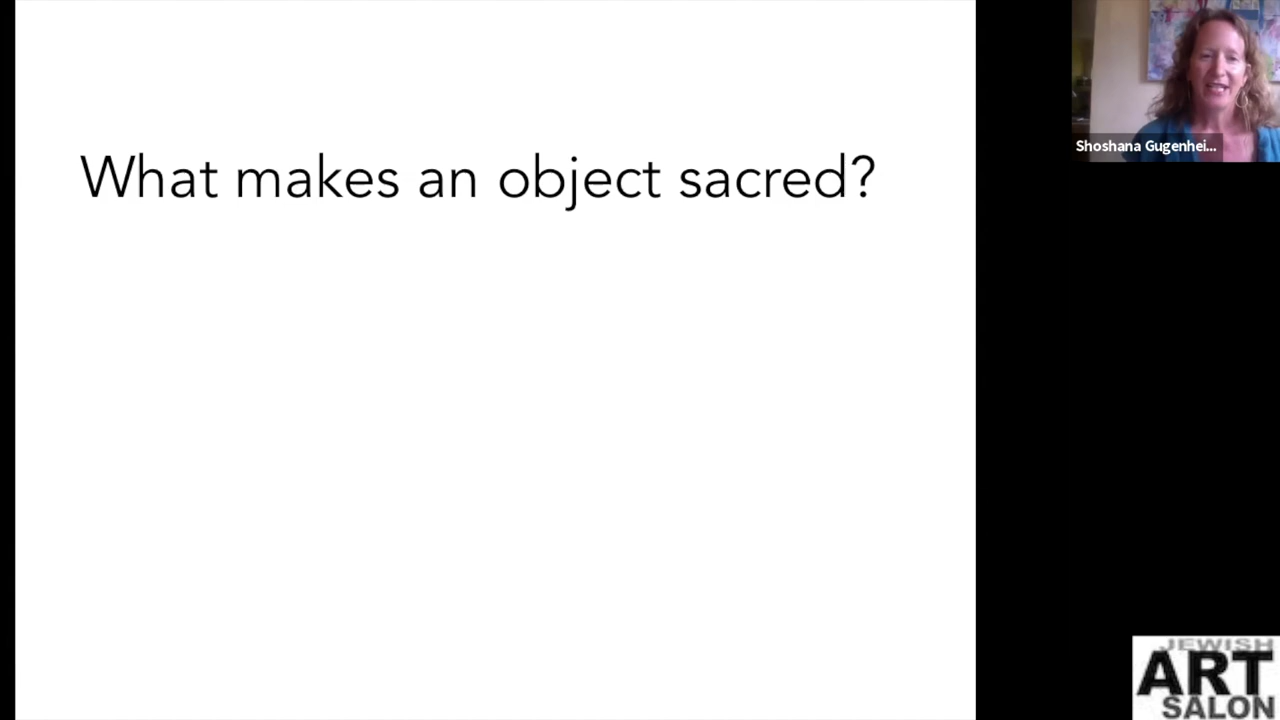 What makes an object sacred?
Shoshana Gugenhei...
JEWISH
ART
SALON